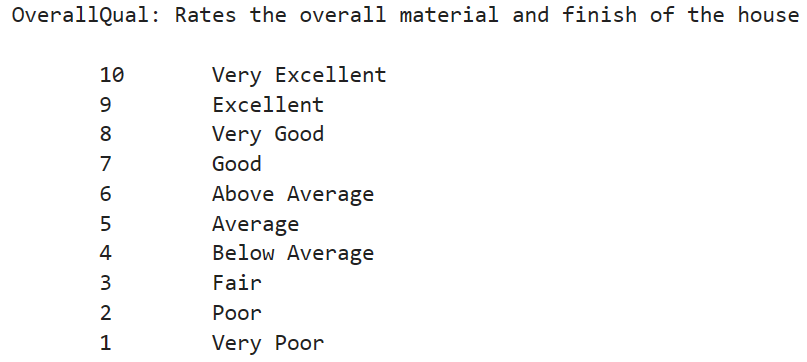 OverallQual: Rates the overall material and finish of the house
10 Very Excellent
9 Excellent
8 Very Good
7 Good
6 Above Average
5 Average
4 Below Average
3 Fair
2 Poor
1 Very Poor